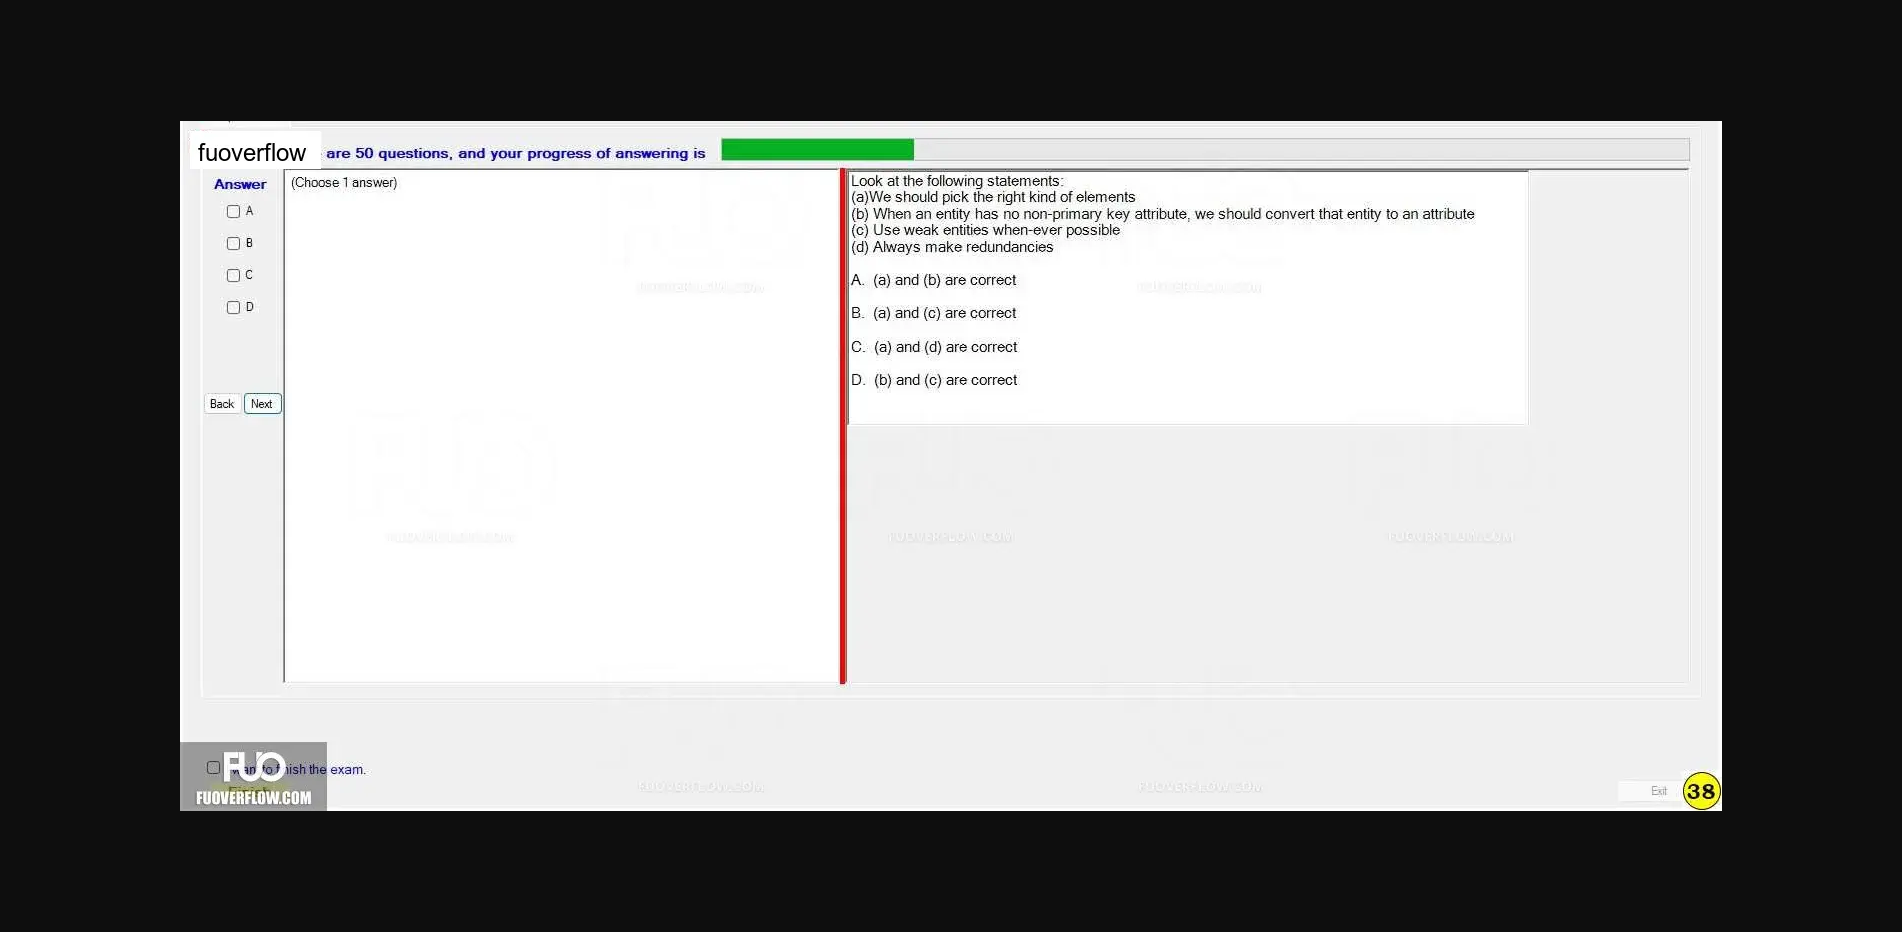 fuoverflow are 50 questions, and your progress of answering is
Answer
A
B
C
D
Back Next
(Choose 1 answer)
Look at the following statements:
(a)We should pick the right kind of elements
(b) When an entity has no non-primary key attribute, we should convert that entity to an attribute
(c) Use weak entities when-ever possible
(d) Always make redundancies
A. (a) and (b) are correct
B. (a) and (c) are correct
C. (a) and (d) are correct
D. (b) and (c) are correct
FUOVERFLOW.COM FUOVERFLOW.COM
FUOVERFLOW.COM FUOVERFLOW.COM FUOVERFLOW.COM
FUO
want to finish the exam.
Finish
FUOVERFLOW.COM
FUOVERFLOW.COM FUOVERFLOW.COM
Exit
38